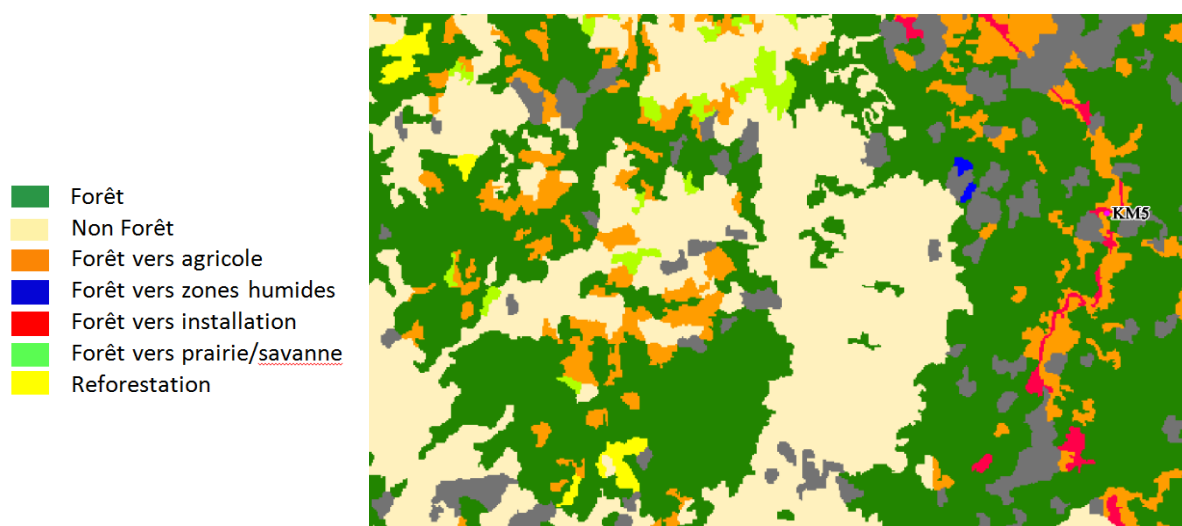 Forêt
Non Forêt
Forêt vers agricole
Forêt vers zones humides
Forêt vers installation
Forêt vers prairie/savanne
Reforestation
KM5